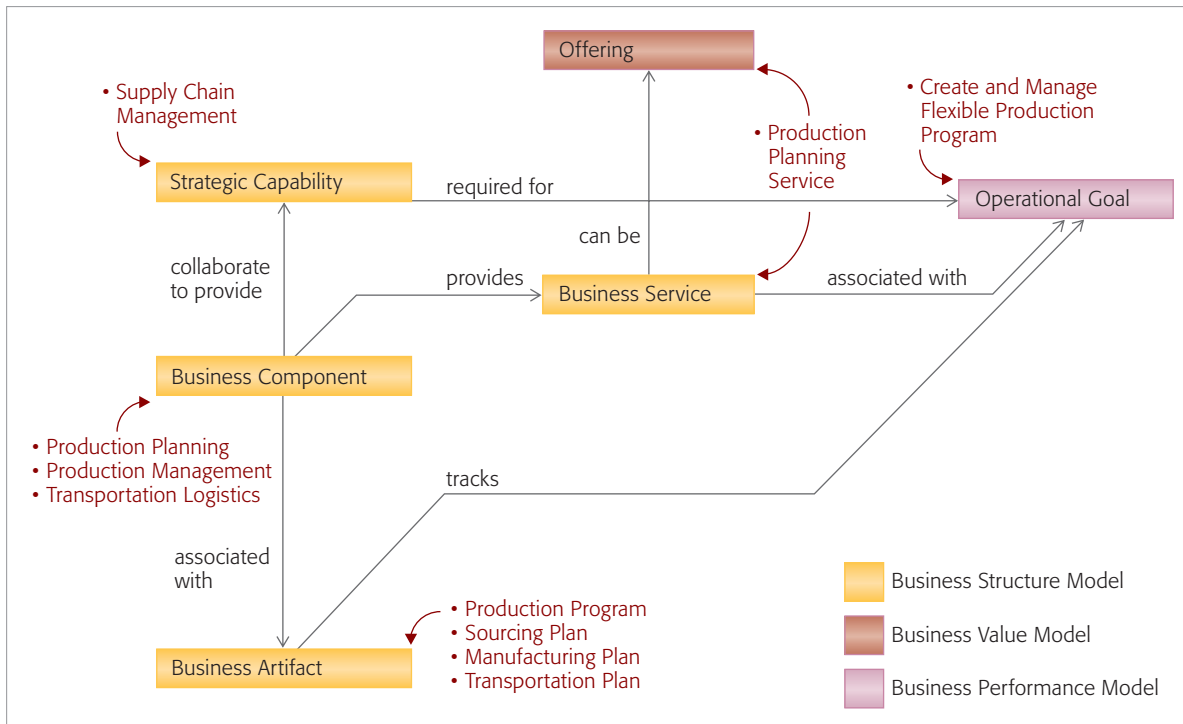 Offering
• Supply Chain
Management
• Create and Manage
Flexible Production
Program
• Production
Planning
Service
Strategic Capability
required for
Operational Goal
can be
collaborate
to provide
provides
Business Service
associated with
Business Component
• Production Planning
• Production Management
• Transportation Logistics
tracks
associated
with
Business Structure Model
• Production Program
• Sourcing Plan
• Manufacturing Plan
• Transportation Plan
Business Artifact
Business Value Model
Business Performance Model